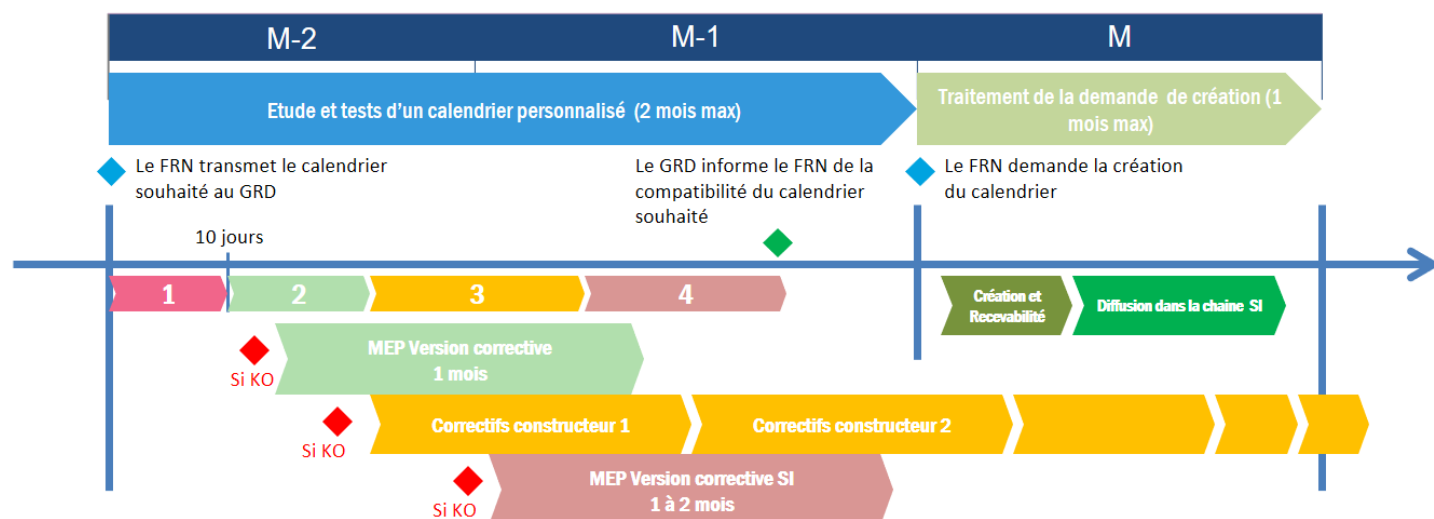 M-2
M-1
M
Etude et tests d'un calendrier personnalisé (2 mois max)
Traitement de la demande de création (1
mois max)
Le FRN transmet le calendrier
souhaité au GRD
Le GRD informe le FRN de la
compatibilité du calendrier
souhaité
Le FRN demande la création
du calendrier
10 jours
1
2
3
4
Création et
Recevabilité
Diffusion dans la chaine SI
Si KO
MEP Version corrective
1 mois
Si KO
Correctifs constructeur 1
Correctifs constructeur 2
Si KO
MEP Version corrective SI
1 à 2 mois